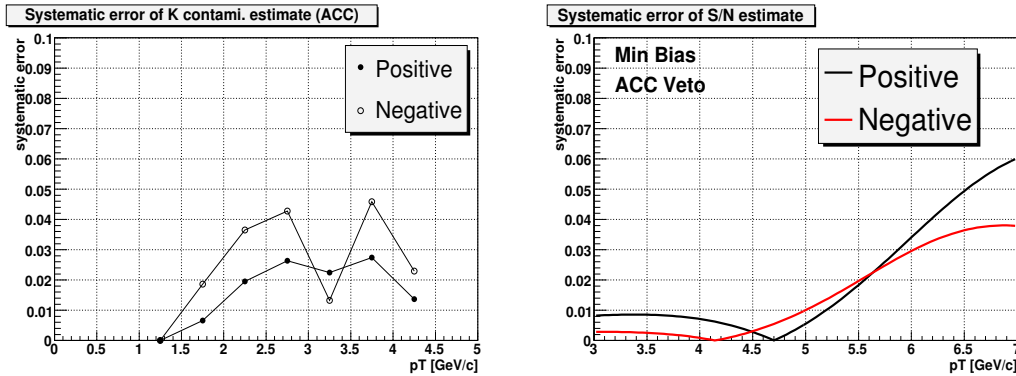 Systematic error of K contami. estimate (ACC)
systematic error
0.1
0.09
0.08
0.07
0.06
0.05
0.04
0.03
0.02
0.01
0
Positive
Negative
0 0.5 1 1.5 2 2.5 3 3.5 4 4.5 5
pT [GeV/c]
Systematic error of S/N estimate
systematic error
0.1
0.09
0.08
0.07
0.06
0.05
0.04
0.03
0.02
0.01
0
Min Bias
ACC Veto
Positive
Negative
3 3.5 4 4.5 5 5.5 6 6.5 7
pT [GeV/c]